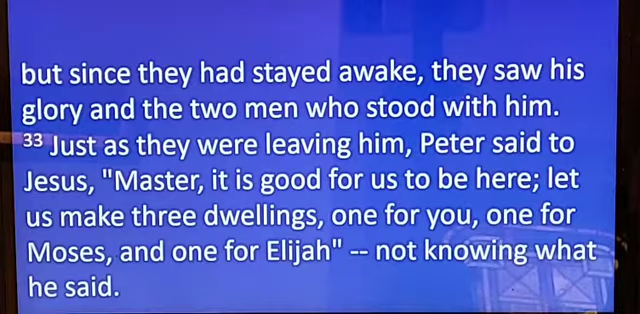 but since they had stayed awake, they saw his
glory and the two men who stood with him.
33 Just as they were leaving him, Peter said to
Jesus, "Master, it is good for us to be here; let
us make three dwellings, one for you, one for
Moses, and one for Elijah" -- not knowing what
he said.